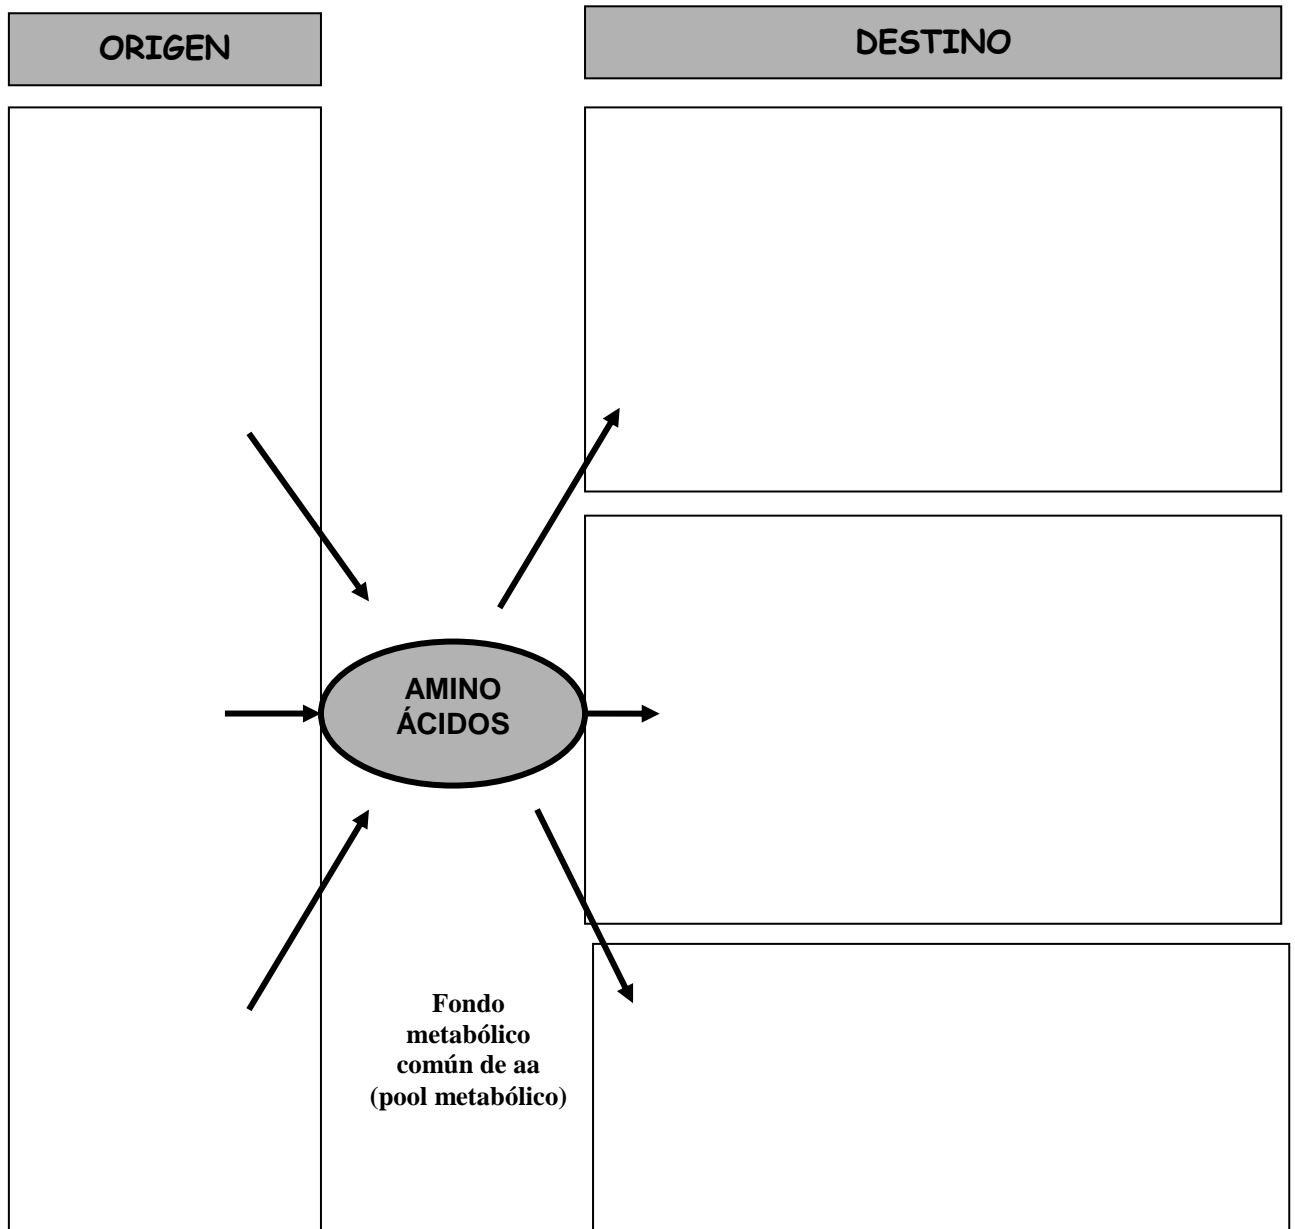 ORIGEN
DESTINO
AMINO
ÁCIDOS
Fondo
metabólico
común de aa
(pool metabólico)